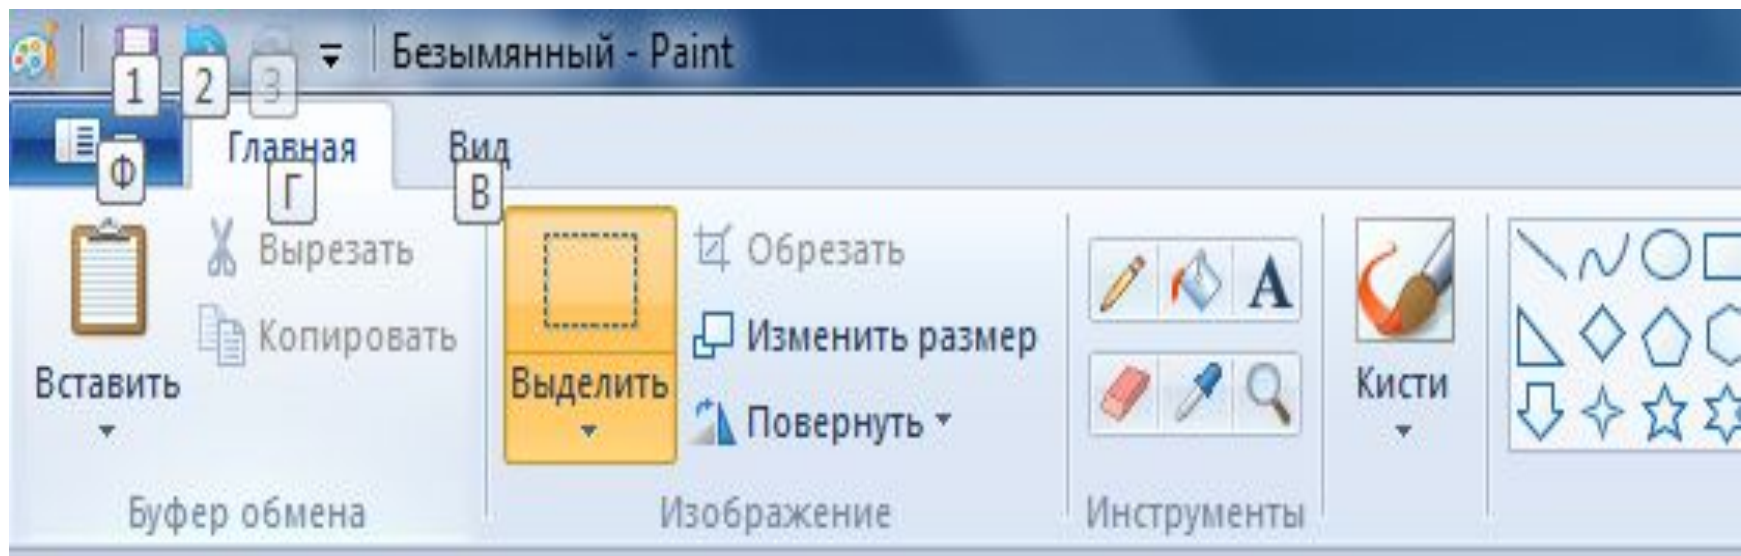 Безымянный - Paint
1 2 3
Главная Вид
Ф Г В
Вырезать Обрезать
A
Копировать Изменить размер
Вставить Выделить Кисти
Повернуть
Буфер обмена Изображение Инструменты